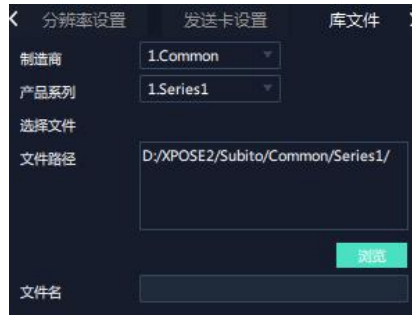 分辨率设置 发送卡设置 库文件
制造商 1.Common
产品系列 1.Series1
选择文件
文件路径 D:/XPOSE2/Subito/Common/Series1/
浏览
文件名